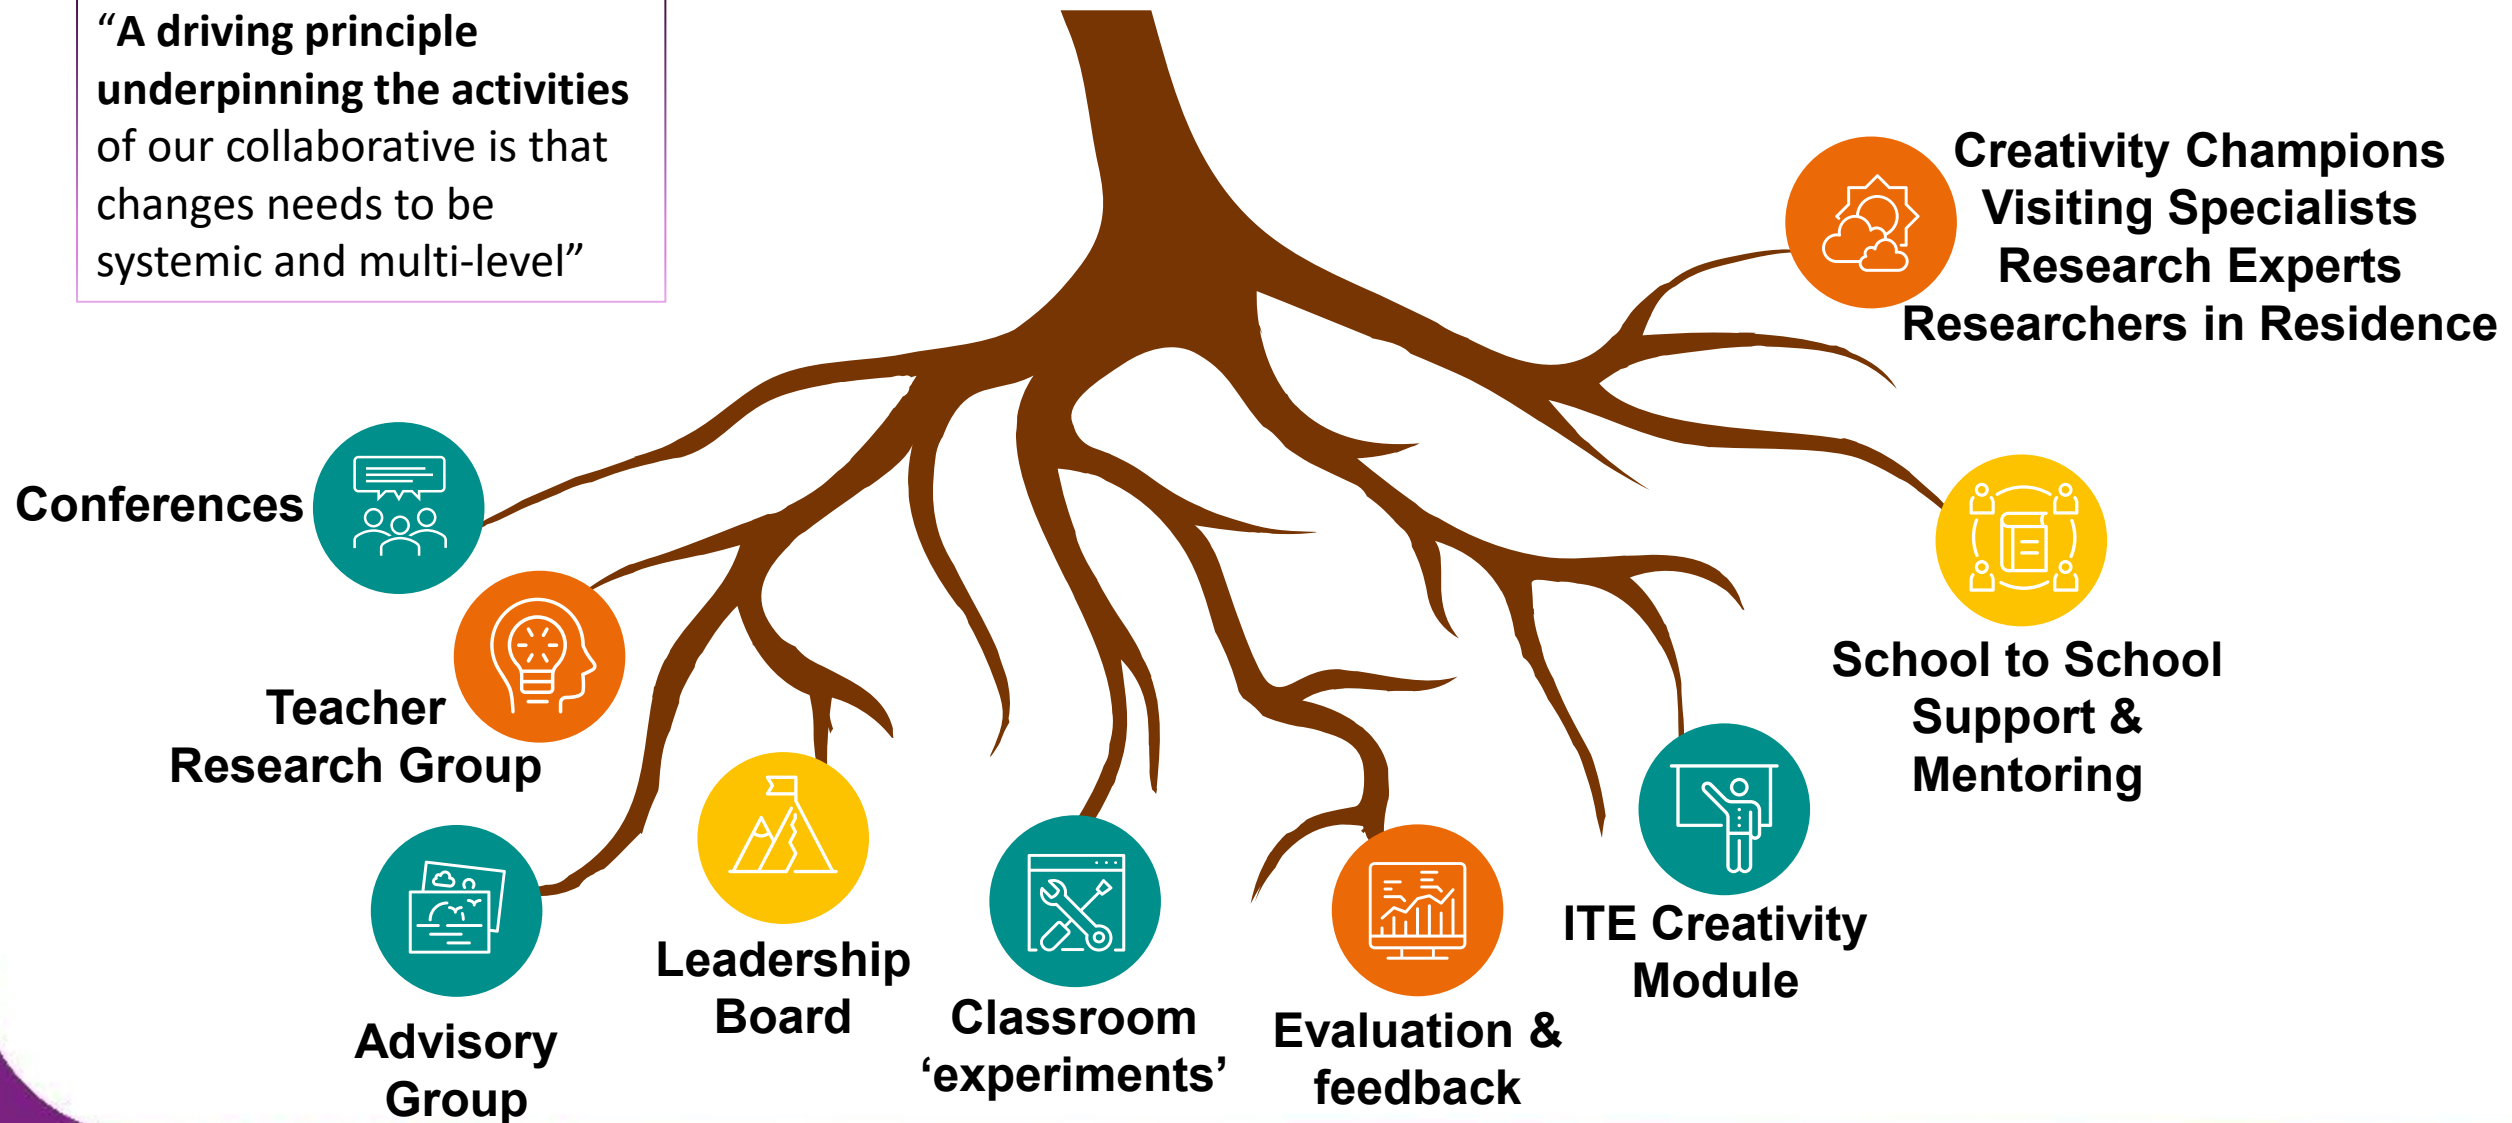 “A driving principle
underpinning the activities
of our collaborative is that
changes needs to be
systemic and multi-level”
Creativity Champions
Visiting Specialists
Research Experts
Researchers in Residence
Conferences
Teacher
Research Group
Advisory
Group
Leadership
Board
Classroom
‘experiments’
Evaluation &
feedback
ITE Creativity
Module
School to School
Support &
Mentoring